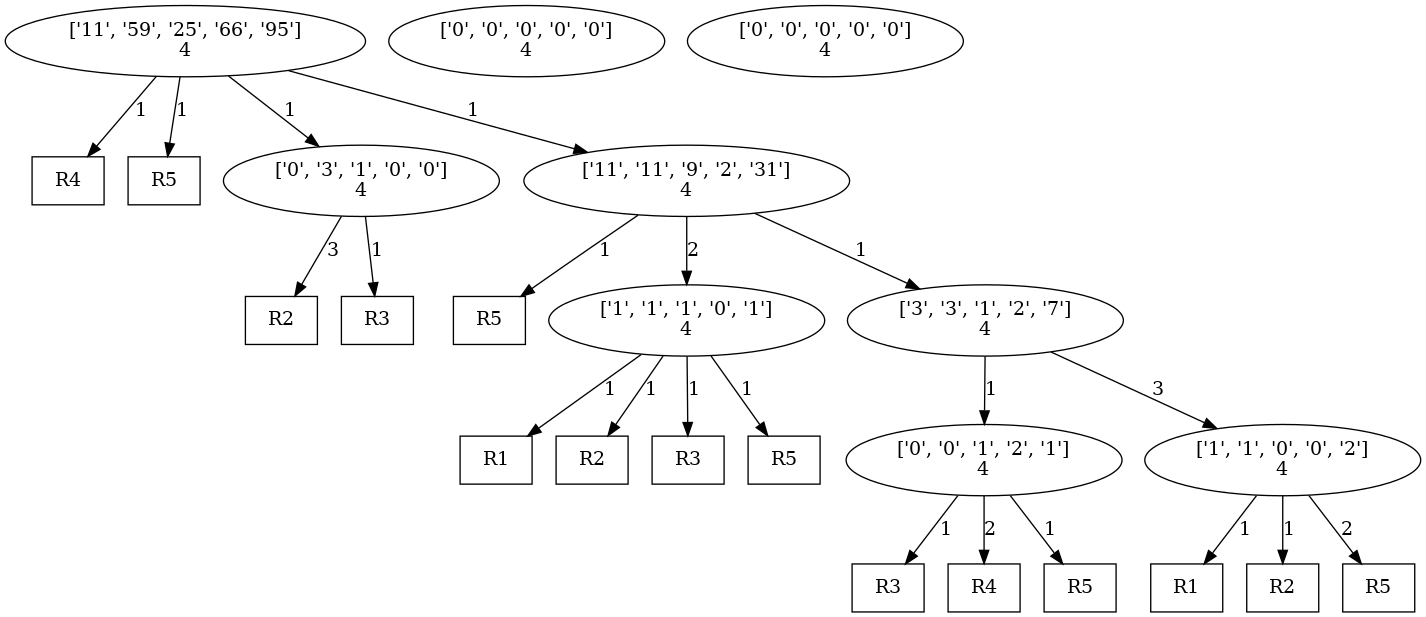 ['11', '59', '25', '66', '95']
4
['0', '0', '0', '0', '0']
4
['0', '0', '0', '0', '0']
4
1
1
1
1
R4
R5
['0', '3', '1', '0', '0']
4
['11', '11', '9', '2', '31']
4
3
1
1
2
1
R2
R3
R5
['1', '1', '1', '0', '1']
4
['3', '3', '1', '2', '7']
4
1
1
1
1
1
3
R1
R2
R3
R5
['0', '0', '1', '2', '1']
4
['1', '1', '0', '0', '2']
4
1
2
1
1
1
2
R3
R4
R5
R1
R2
R5